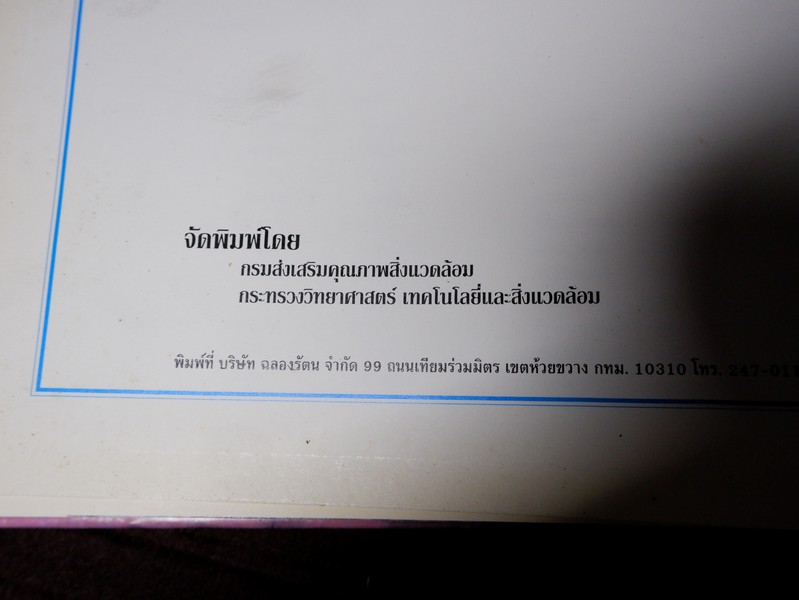 จัดพิมพ์โดย
กรมส่งเสริมคุณภาพสิ่งแวดล้อม
กระทรวงวิทยาศาสตร์ เทคโนโลยี่และสิ่งแวดล้อม
พิมพ์ที่ บริษัท ฉลองรัตน จำกัด 99 ถนนเทียมร่วมมิตร เขตห้วยขวาง กทม. 10310 โทร.